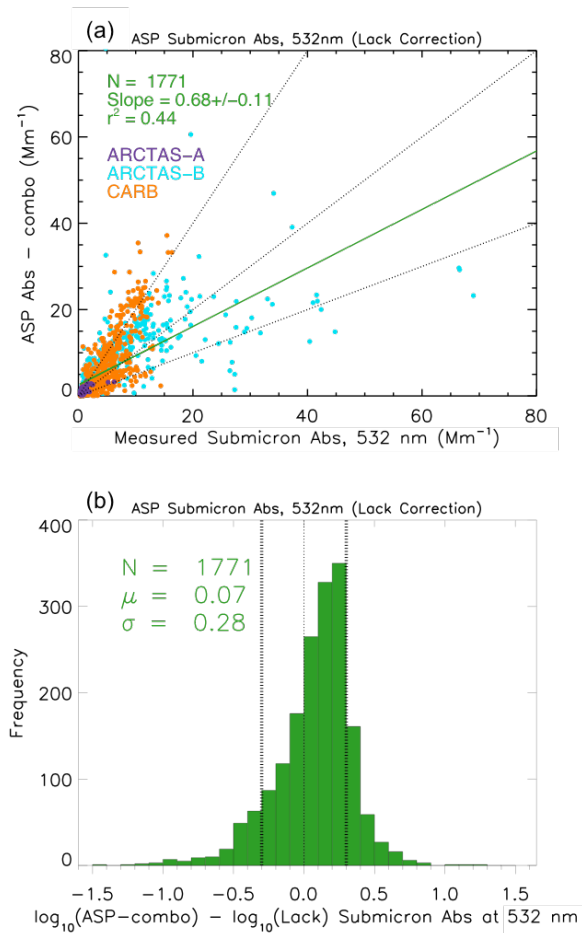 (a)
ASP Submicron Abs, 532nm (Lack Correction)
80
60
40
20
0
ASP Abs – combo (Mm⁻¹)
N = 1771
Slope = 0.68+/-0.11
r² = 0.44
ARCTAS-A
ARCTAS-B
CARB
0 20 40 60 80
Measured Submicron Abs, 532 nm (Mm⁻¹)
(b)
ASP Submicron Abs, 532nm (Lack Correction)
400
300
200
100
0
Frequency
N = 1771
μ = 0.07
σ = 0.28
−1.5 −1.0 −0.5 0.0 0.5 1.0 1.5
log₁₀(ASP−combo) − log₁₀(Lack) Submicron Abs at 532 nm